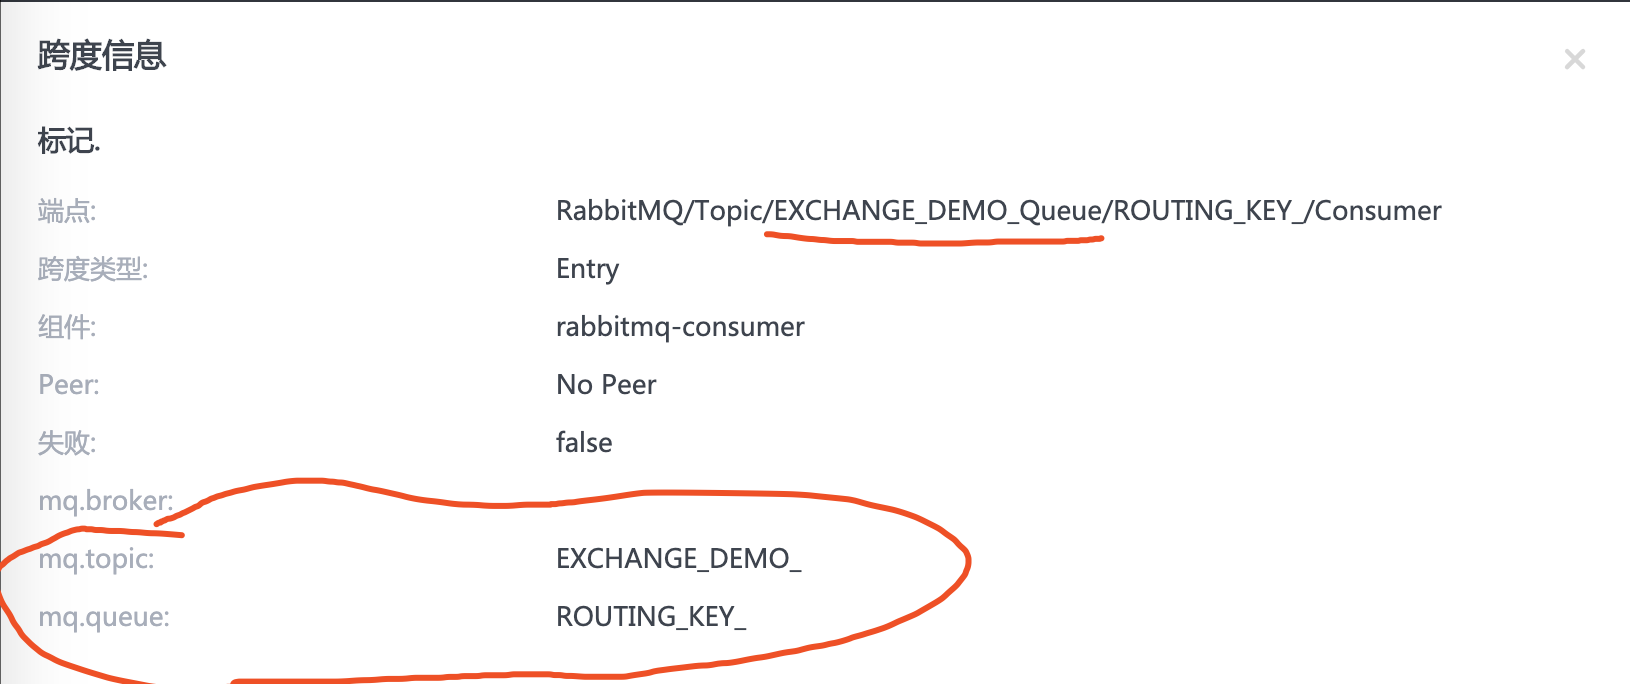 跨度信息
标记.
端点: RabbitMQ/Topic/EXCHANGE_DEMO_Queue/ROUTING_KEY_/Consumer
跨度类型: Entry
组件: rabbitmq-consumer
Peer: No Peer
失败: false
mq.broker:
mq.topic: EXCHANGE_DEMO_
mq.queue: ROUTING_KEY_